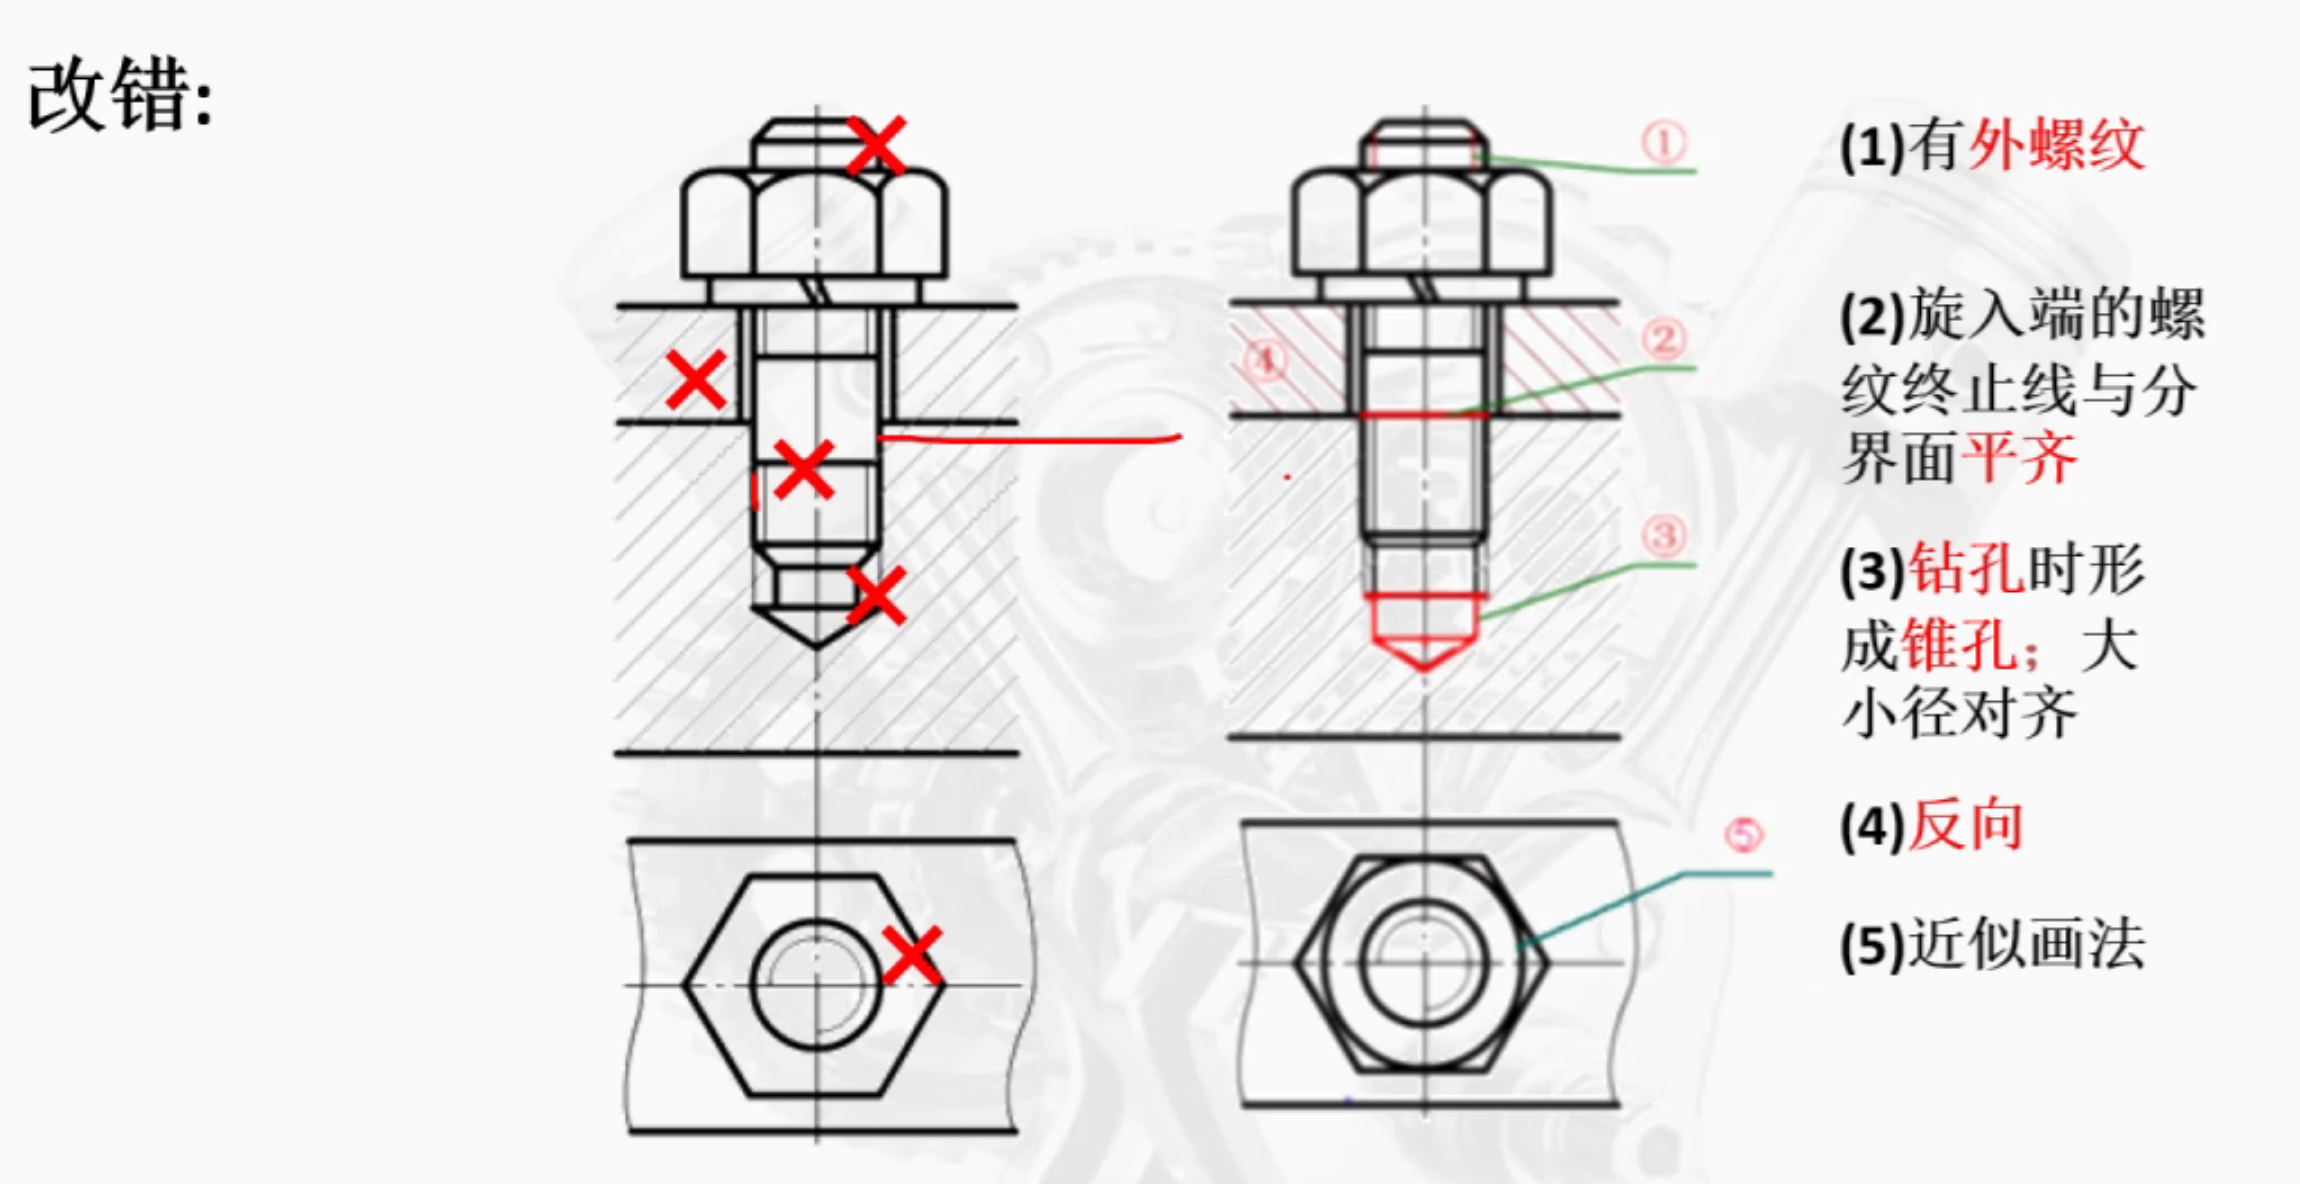 改错:
①
(1)有外螺纹
②
④
(2)旋入端的螺
纹终止线与分
界面平齐
③
(3)钻孔时形
成锥孔；大
小径对齐
⑤
(4)反向
(5)近似画法